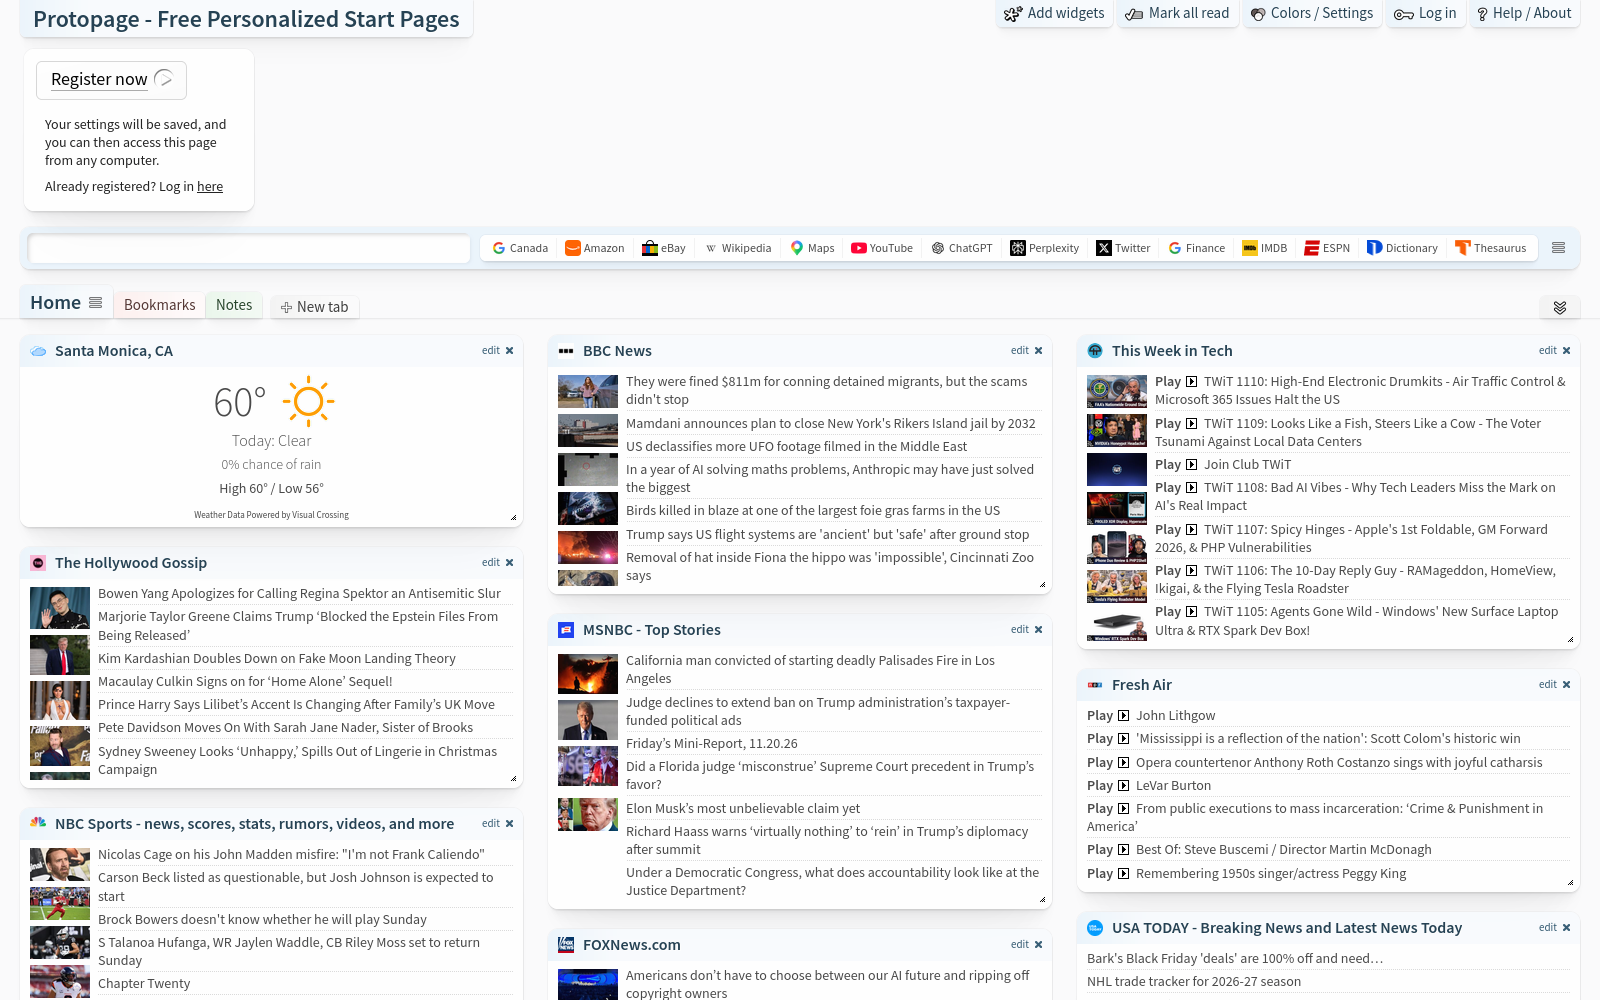 Protopage - Free Personalized Start Pages
Add widgets
Mark all read
Colors / Settings
Log in
Help / About
Register now
Your settings will be saved, and
you can then access this page
from any computer.
Already registered? Log in here
Canada
Amazon
eBay
Wikipedia
Maps
YouTube
ChatGPT
Perplexity
Twitter
Finance
IMDB
ESPN
Dictionary
Thesaurus
Home
Bookmarks
Notes
New tab
Santa Monica, CA
edit
60°
Today: Clear
0% chance of rain
High 60° / Low 56°
Weather Data Powered by Visual Crossing
The Hollywood Gossip
edit
Bowen Yang Apologizes for Calling Regina Spektor an Antisemitic Slur
Marjorie Taylor Greene Claims Trump ‘Blocked the Epstein Files From
Being Released’
Kim Kardashian Doubles Down on Fake Moon Landing Theory
Macaulay Culkin Signs on for ‘Home Alone’ Sequel!
Prince Harry Says Lilibet’s Accent Is Changing After Family’s UK Move
Pete Davidson Moves On With Sarah Jane Nader, Sister of Brooks
Sydney Sweeney Looks ‘Unhappy,’ Spills Out of Lingerie in Christmas
Campaign
NBC Sports - news, scores, stats, rumors, videos, and more
edit
Nicolas Cage on his John Madden misfire: "I'm not Frank Caliendo"
Carson Beck listed as questionable, but Josh Johnson is expected to
start
Brock Bowers doesn't know whether he will play Sunday
S Talanoa Hufanga, WR Jaylen Waddle, CB Riley Moss set to return
Sunday
Chapter Twenty
BBC News
edit
They were fined $811m for conning detained migrants, but the scams
didn't stop
Mamdani announces plan to close New York's Rikers Island jail by 2032
US declassifies more UFO footage filmed in the Middle East
In a year of AI solving maths problems, Anthropic may have just solved
the biggest
Birds killed in blaze at one of the largest foie gras farms in the US
Trump says US flight systems are 'ancient' but 'safe' after ground stop
Removal of hat inside Fiona the hippo was 'impossible', Cincinnati Zoo
says
MSNBC - Top Stories
edit
California man convicted of starting deadly Palisades Fire in Los
Angeles
Judge declines to extend ban on Trump administration’s taxpayer-
funded political ads
Friday’s Mini-Report, 11.20.26
Did a Florida judge ‘misconstrue’ Supreme Court precedent in Trump’s
favor?
Elon Musk’s most unbelievable claim yet
Richard Haass warns ‘virtually nothing’ to ‘rein’ in Trump’s diplomacy
after summit
Under a Democratic Congress, what does accountability look like at the
Justice Department?
FOXNews.com
edit
Americans don't have to choose between our AI future and ripping off
copyright owners
This Week in Tech
edit
Play TWiT 1110: High-End Electronic Drumkits - Air Traffic Control &
Microsoft 365 Issues Halt the US
Play TWiT 1109: Looks Like a Fish, Steers Like a Cow - The Voter
Tsunami Against Local Data Centers
Play Join Club TWiT
Play TWiT 1108: Bad AI Vibes - Why Tech Leaders Miss the Mark on
AI's Real Impact
Play TWiT 1107: Spicy Hinges - Apple's 1st Foldable, GM Forward
2026, & PHP Vulnerabilities
Play TWiT 1106: The 10-Day Reply Guy - RAMageddon, HomeView,
Ikigai, & the Flying Tesla Roadster
Play TWiT 1105: Agents Gone Wild - Windows' New Surface Laptop
Ultra & RTX Spark Dev Box!
Fresh Air
edit
Play John Lithgow
Play 'Mississippi is a reflection of the nation': Scott Colom's historic win
Play Opera countertenor Anthony Roth Costanzo sings with joyful catharsis
Play LeVar Burton
Play From public executions to mass incarceration: ‘Crime & Punishment in
America’
Play Best Of: Steve Buscemi / Director Martin McDonagh
Play Remembering 1950s singer/actress Peggy King
USA TODAY - Breaking News and Latest News Today
edit
Bark's Black Friday 'deals' are 100% off and need…
NHL trade tracker for 2026-27 season